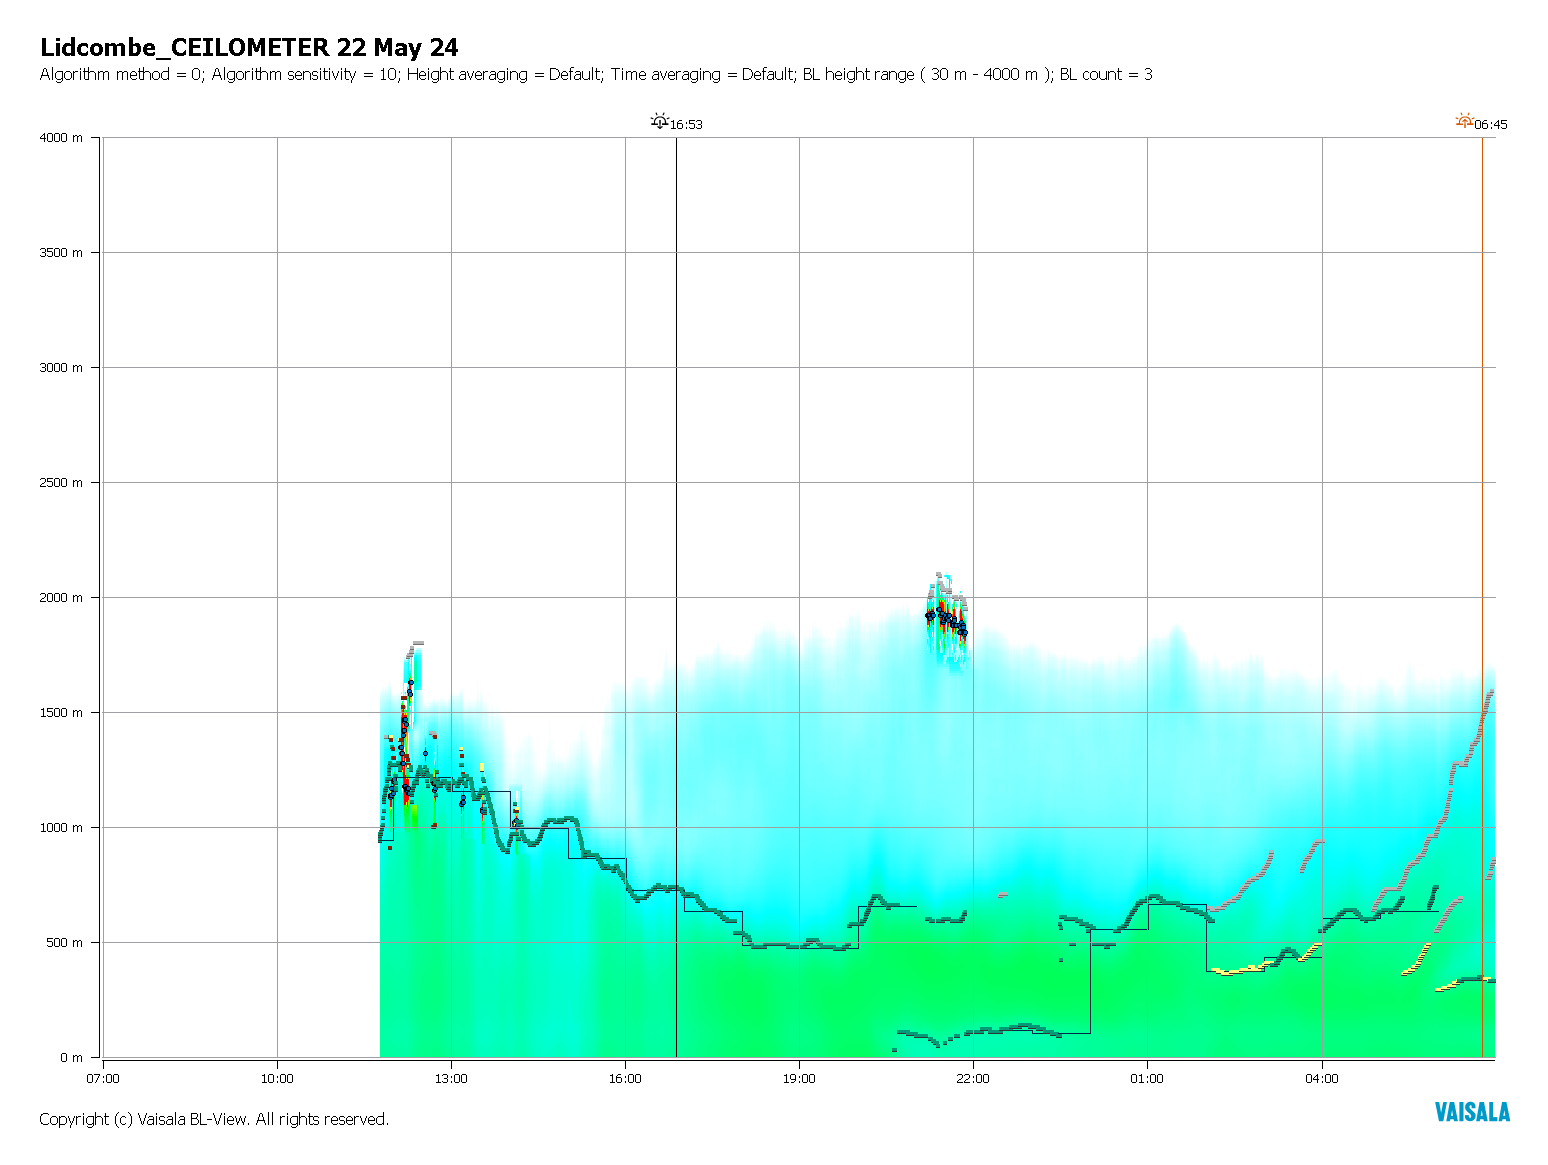 Lidcombe_CEILOMETER 22 May 24
Algorithm method = 0; Algorithm sensitivity = 10; Height averaging = Default; Time averaging = Default; BL height range ( 30 m - 4000 m ); BL count = 3
16:53
06:45
4000 m
3500 m
3000 m
2500 m
2000 m
1500 m
1000 m
500 m
0 m
07:00 10:00 13:00 16:00 19:00 22:00 01:00 04:00
Copyright (c) Vaisala BL-View. All rights reserved.
VAISALA